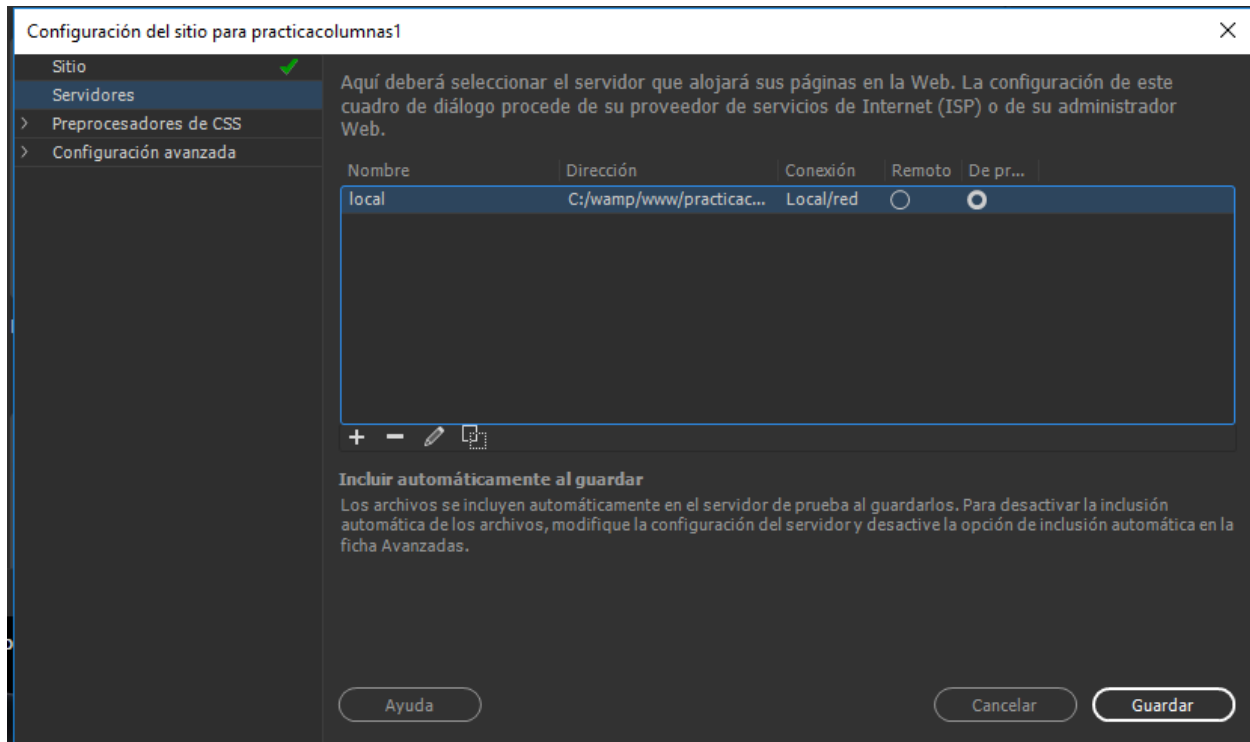 Configuración del sitio para practicacolumnas1
Sitio
Servidores
Preprocesadores de CSS
Configuración avanzada
Aquí deberá seleccionar el servidor que alojará sus páginas en la Web. La configuración de este
cuadro de diálogo procede de su proveedor de servicios de Internet (ISP) o de su administrador
Web.
Nombre Dirección Conexión Remoto De pr...
local C:/wamp/www/practicac... Local/red
Incluir automáticamente al guardar
Los archivos se incluyen automáticamente en el servidor de prueba al guardarlos. Para desactivar la inclusión
automática de los archivos, modifique la configuración del servidor y desactive la opción de inclusión automática en la
ficha Avanzadas.
Ayuda Cancelar Guardar